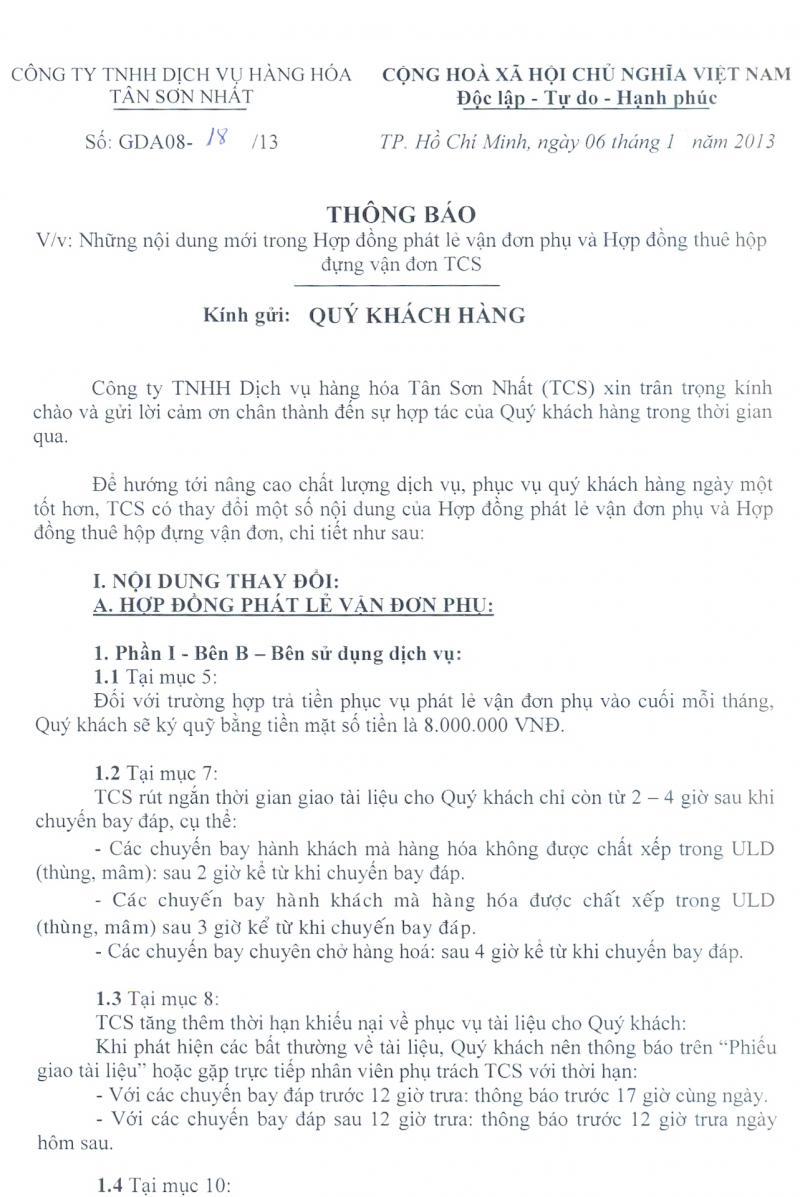 CÔNG TY TNHH DỊCH VỤ HÀNG HÓA
TÂN SƠN NHẤT
CỘNG HOÀ XÃ HỘI CHỦ NGHĨA VIỆT NAM
Độc lập - Tự do - Hạnh phúc
Số: GDA08- 18 /13
TP. Hồ Chí Minh, ngày 06 tháng 1 năm 2013
THÔNG BÁO
V/v: Những nội dung mới trong Hợp đồng phát lẻ vận đơn phụ và Hợp đồng thuê hộp
đựng vận đơn TCS
Kính gửi: QUÝ KHÁCH HÀNG
Công ty TNHH Dịch vụ hàng hóa Tân Sơn Nhất (TCS) xin trân trọng kính
chào và gửi lời cảm ơn chân thành đến sự hợp tác của Quý khách hàng trong thời gian
qua.
Để hướng tới nâng cao chất lượng dịch vụ, phục vụ quý khách hàng ngày một
tốt hơn, TCS có thay đổi một số nội dung của Hợp đồng phát lẻ vận đơn phụ và Hợp
đồng thuê hộp đựng vận đơn, chi tiết như sau:
I. NỘI DUNG THAY ĐỔI:
A. HỢP ĐỒNG PHÁT LẺ VẬN ĐƠN PHỤ:
1. Phần I - Bên B – Bên sử dụng dịch vụ:
1.1 Tại mục 5:
Đối với trường hợp trả tiền phục vụ phát lẻ vận đơn phụ vào cuối mỗi tháng,
Quý khách sẽ ký quỹ bằng tiền mặt số tiền là 8.000.000 VNĐ.
1.2 Tại mục 7:
TCS rút ngắn thời gian giao tài liệu cho Quý khách chỉ còn từ 2 – 4 giờ sau khi
chuyến bay đáp, cụ thể:
- Các chuyến bay hành khách mà hàng hóa không được chất xếp trong ULD
(thùng, mâm): sau 2 giờ kể từ khi chuyến bay đáp.
- Các chuyến bay hành khách mà hàng hóa được chất xếp trong ULD
(thùng, mâm) sau 3 giờ kể từ khi chuyến bay đáp.
- Các chuyến bay chuyên chở hàng hoá: sau 4 giờ kể từ khi chuyến bay đáp.
1.3 Tại mục 8:
TCS tăng thêm thời hạn khiếu nại về phục vụ tài liệu cho Quý khách:
Khi phát hiện các bất thường về tài liệu, Quý khách nên thông báo trên “Phiếu
giao tài liệu” hoặc gặp trực tiếp nhân viên phụ trách TCS với thời hạn:
- Với các chuyến bay đáp trước 12 giờ trưa: thông báo trước 17 giờ cùng ngày.
- Với các chuyến bay đáp sau 12 giờ trưa: thông báo trước 12 giờ trưa ngày
hôm sau.
1.4 Tại mục 10: